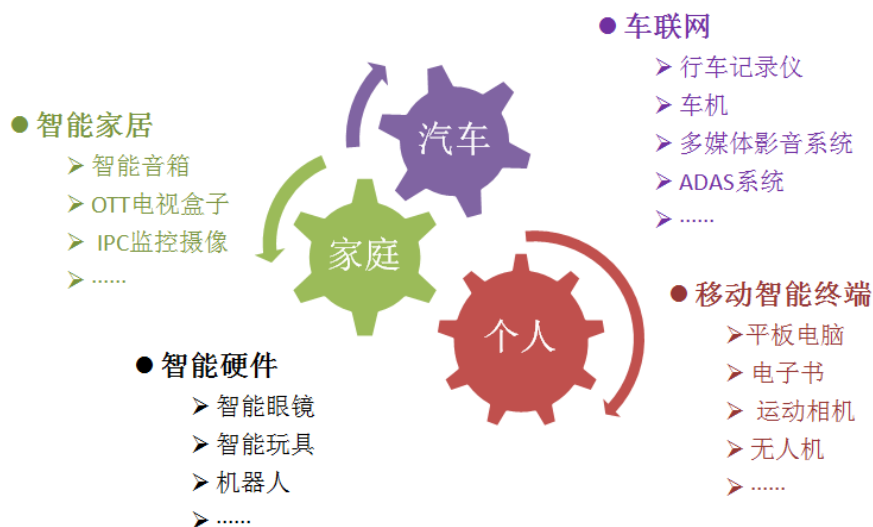 ● 车联网
➤ 行车记录仪
➤ 车机
➤ 多媒体影音系统
➤ ADAS系统
➤ ······
汽车
● 智能家居
➤ 智能音箱
➤ OTT电视盒子
➤ IPC监控摄像
➤ ······
家庭
个人
● 移动智能终端
➤ 平板电脑
➤ 电子书
➤ 运动相机
➤ 无人机
➤ ······
● 智能硬件
➤ 智能眼镜
➤ 智能玩具
➤ 机器人
➤ ······